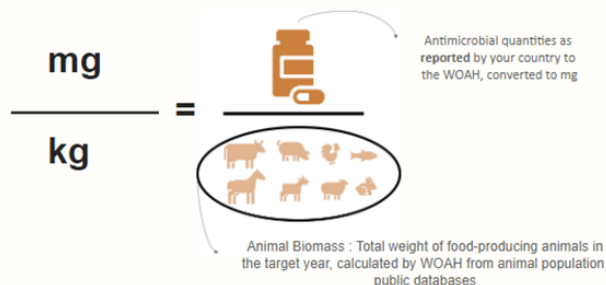 mg
=
kg
Antimicrobial quantities as
reported by your country to
the WOAH, converted to mg
Animal Biomass : Total weight of food-producing animals in
the target year, calculated by WOAH from animal population
public databases